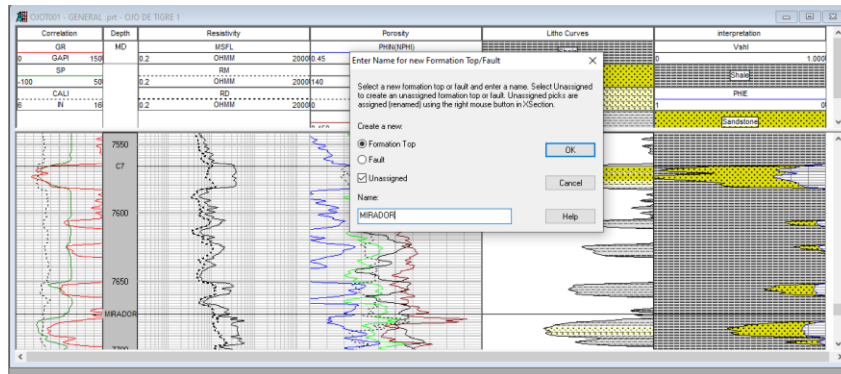 OJOT001 - GENERAL .prt - OJO DE TIGRE 1
Correlation Depth Resistivity Porosity Litho Curves interpretation
GR MD MSFL PHIN(NPHI) Vshl
0 GAPI 150 0.2 OHMM 2000 0.45 0 1.000
SP RM Shale
-100 50 0.2 OHMM 2000 140
CALI RD PHIE
6 IN 16 0.2 OHMM 2000 0 1 0
Sandstone
Enter Name for new Formation Top/Fault
Select a new formation top or fault and enter a name. Select Unassigned
to create an unassigned formation top or fault. Unassigned picks are
assigned (renamed) using the right mouse button in XSection.
Create a new:
Formation Top
OK
Fault
Unassigned
Cancel
Name:
MIRADOR
Help
7550
C7
7600
7650
MIRADOR
7700